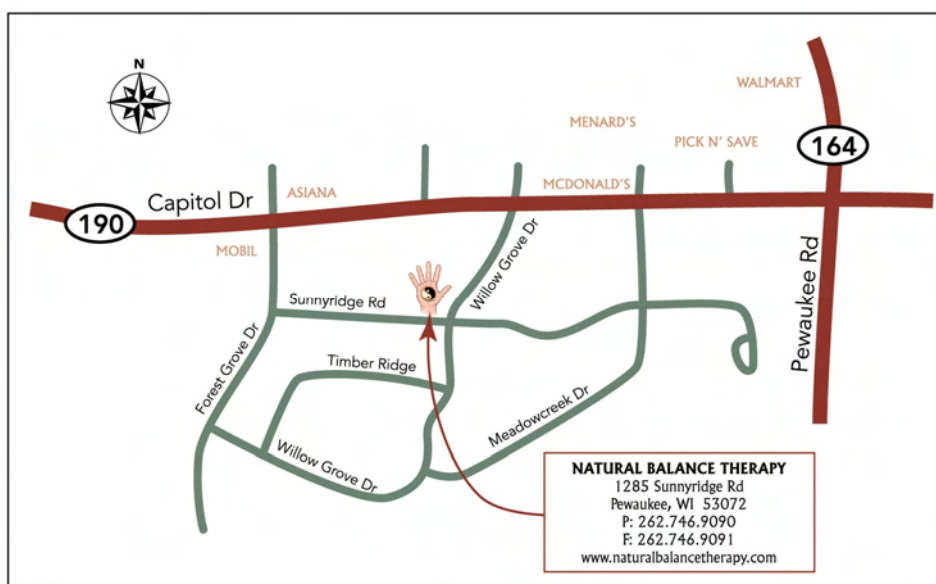 N
WALMART
MENARD'S
164
PICK N' SAVE
Capitol Dr
ASIANA
MCDONALD'S
190
MOBIL
Willow Grove Dr
Pewaukee Rd
Sunnyridge Rd
Forest Grove Dr
Timber Ridge
Meadowcreek Dr
Willow Grove Dr
NATURAL BALANCE THERAPY
1285 Sunnyridge Rd
Pewaukee, WI 53072
P: 262.746.9090
F: 262.746.9091
www.naturalbalancetherapy.com